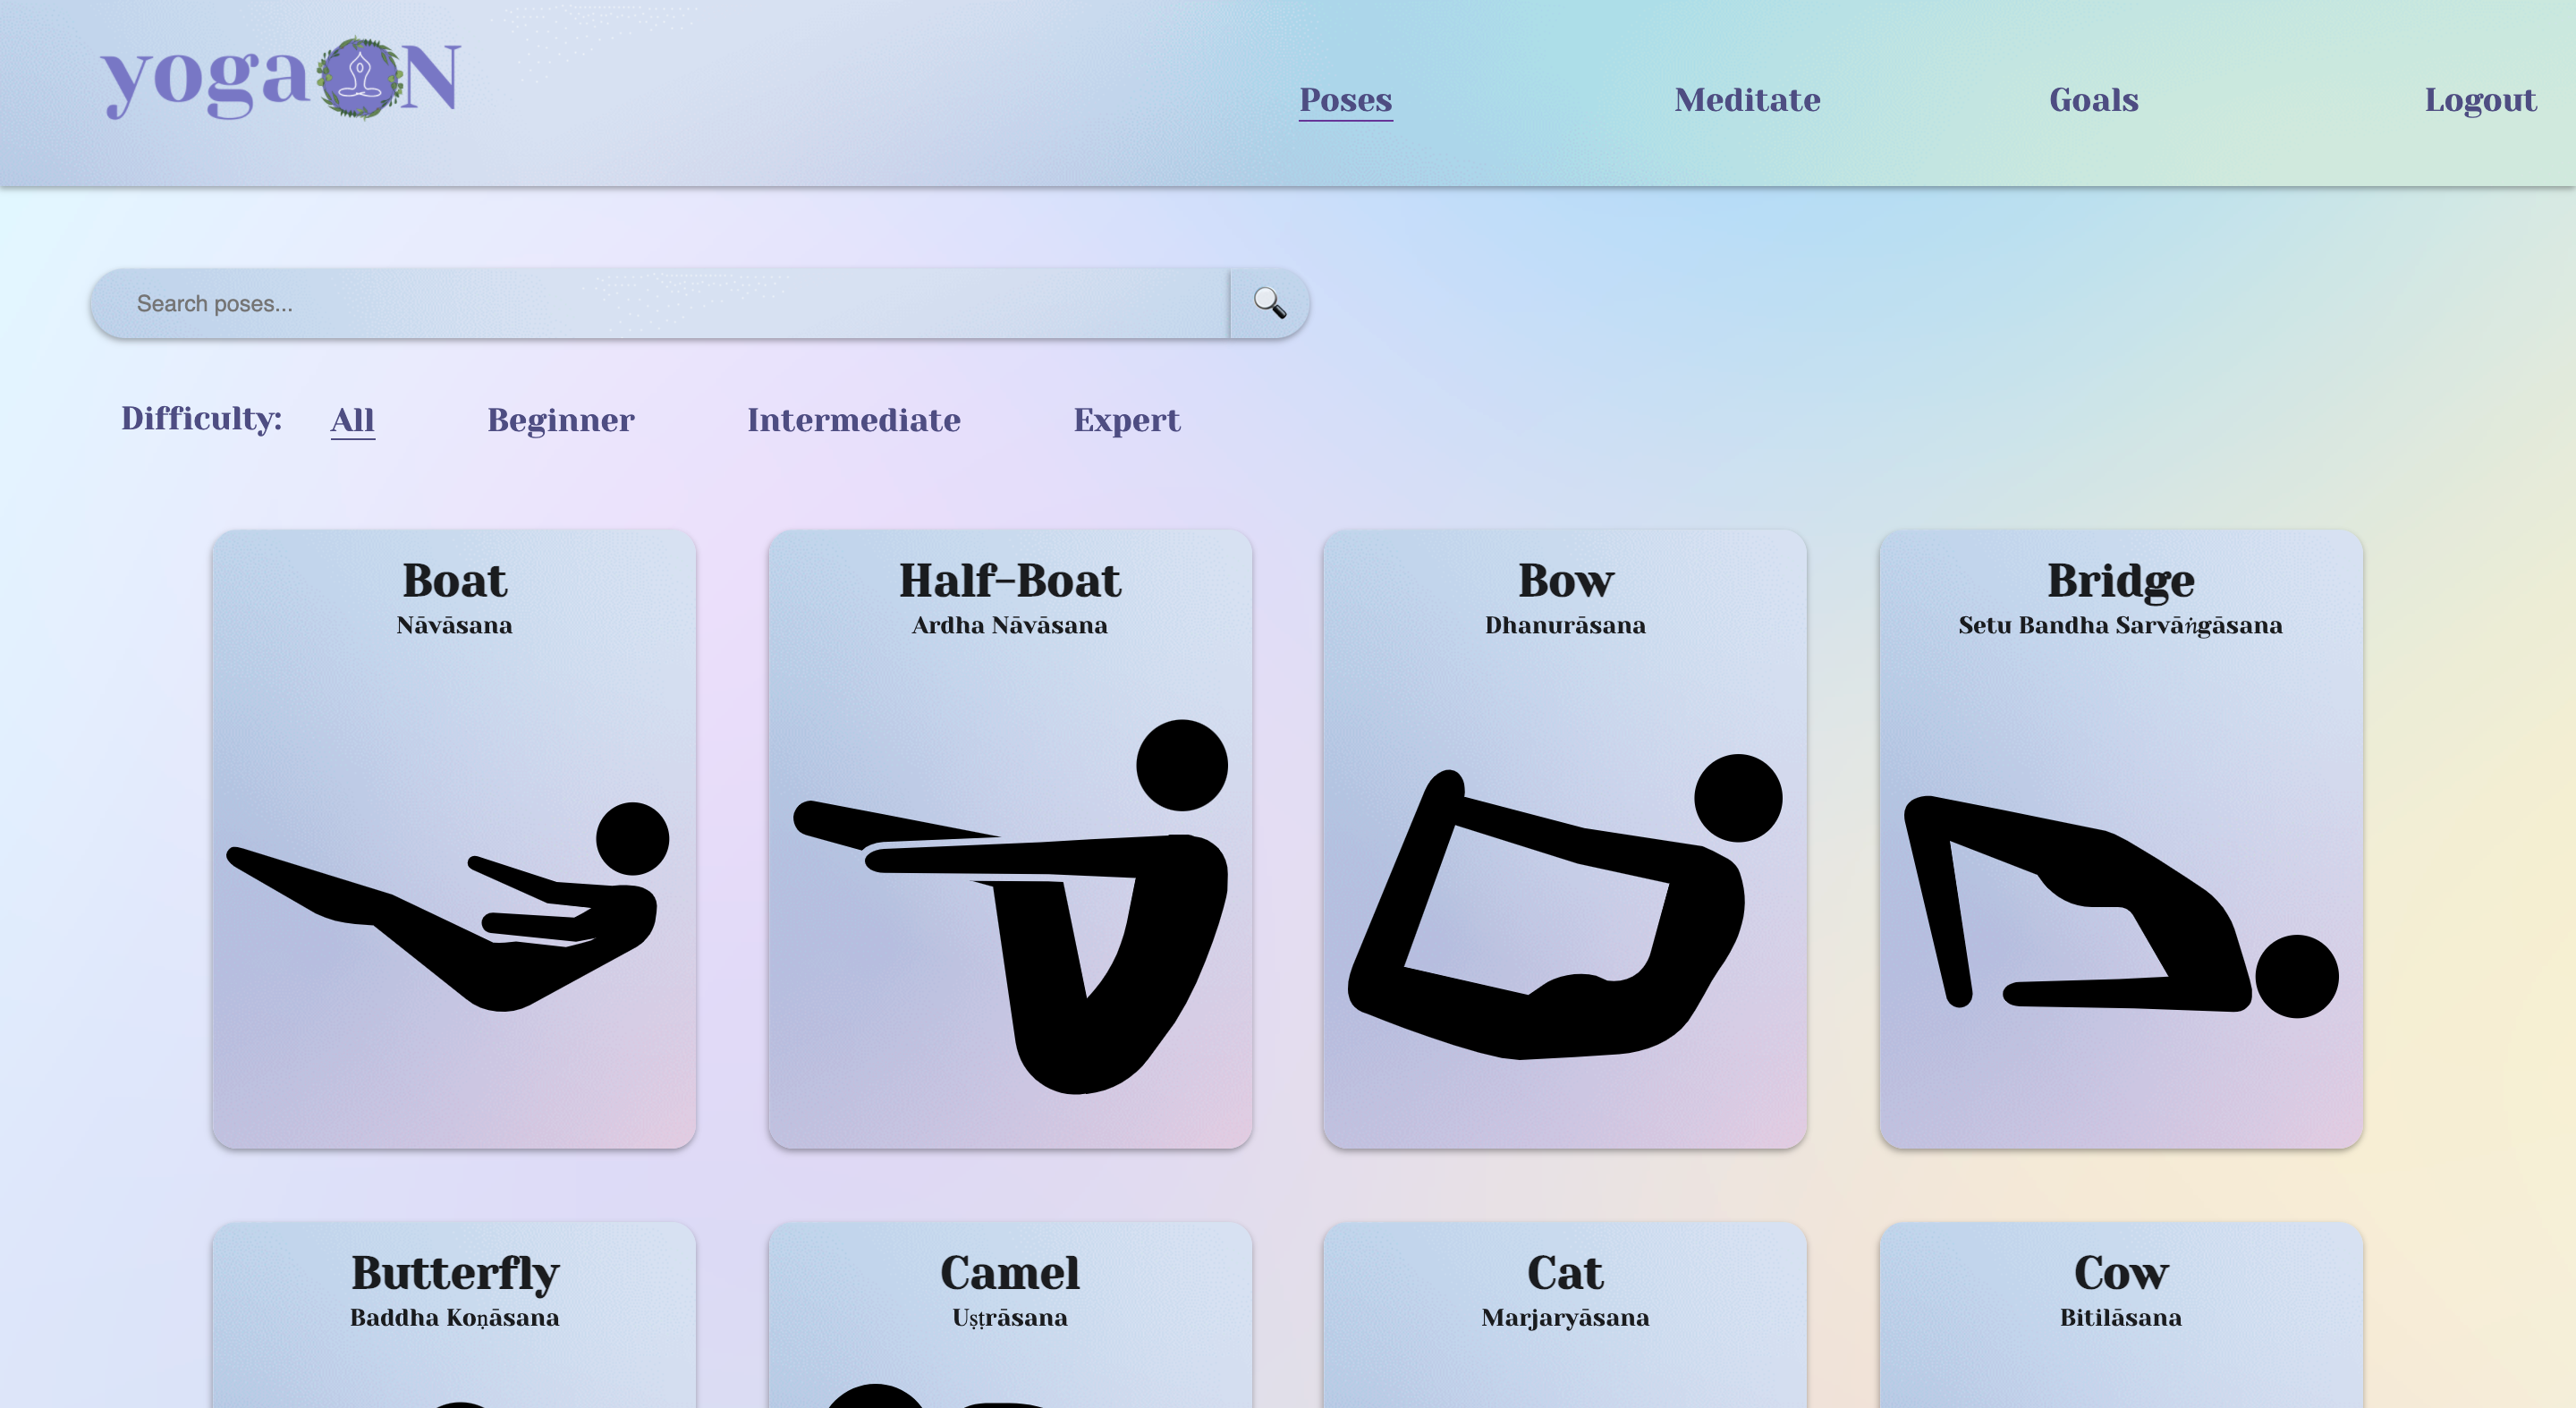 yoga N
Poses Meditate Goals Logout
Search poses...
Difficulty: All Beginner Intermediate Expert
Boat Half-Boat Bow Bridge
Nāvāsana Ardha Nāvāsana Dhanurāsana Setu Bandha Sarvāṅgāsana
Butterfly Camel Cat Cow
Baddha Koṇāsana Uṣṭrāsana Marjaryāsana Bitilāsana